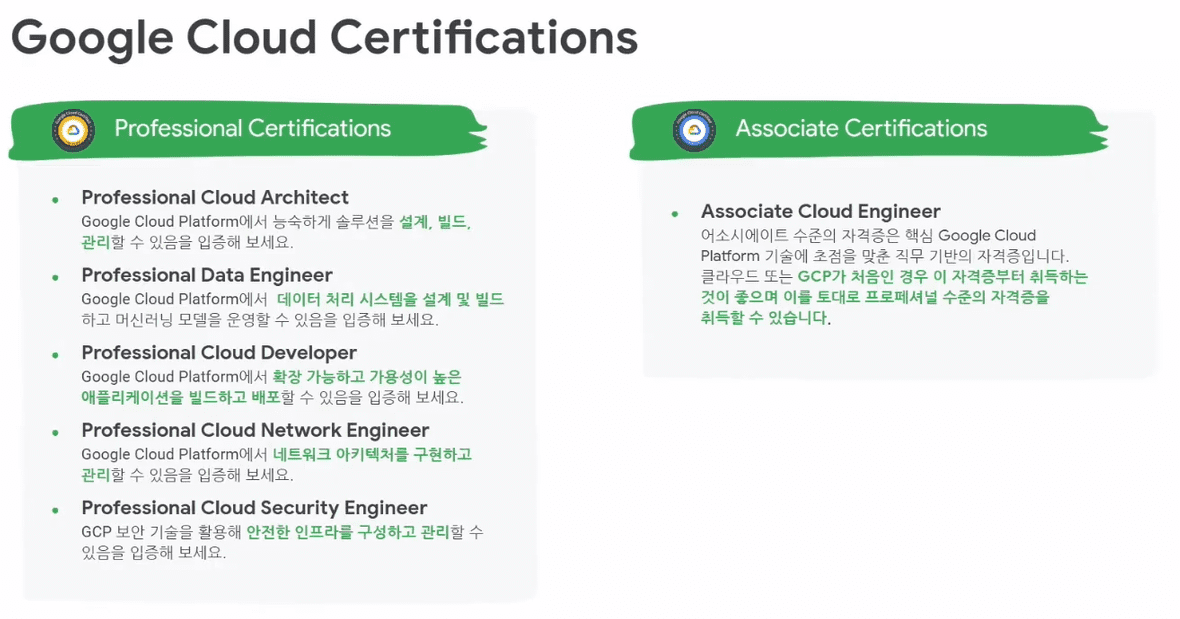 Google Cloud Certifications
Professional Certifications
Professional Cloud Architect
Google Cloud Platform에서 능숙하게 솔루션을 설계, 빌드,
관리할 수 있음을 입증해 보세요.
Professional Data Engineer
Google Cloud Platform에서 데이터 처리 시스템을 설계 및 빌드
하고 머신러닝 모델을 운영할 수 있음을 입증해 보세요.
Professional Cloud Developer
Google Cloud Platform에서 확장 가능하고 가용성이 높은
애플리케이션을 빌드하고 배포할 수 있음을 입증해 보세요.
Professional Cloud Network Engineer
Google Cloud Platform에서 네트워크 아키텍처를 구현하고
관리할 수 있음을 입증해 보세요.
Professional Cloud Security Engineer
GCP 보안 기술을 활용해 안전한 인프라를 구성하고 관리할 수
있음을 입증해 보세요.
Associate Certifications
Associate Cloud Engineer
어소시에이트 수준의 자격증은 핵심 Google Cloud
Platform 기술에 초점을 맞춘 직무 기반의 자격증입니다.
클라우드 또는 GCP가 처음인 경우 이 자격증부터 취득하는
것이 좋으며 이를 토대로 프로페셔널 수준의 자격증을
취득할 수 있습니다.